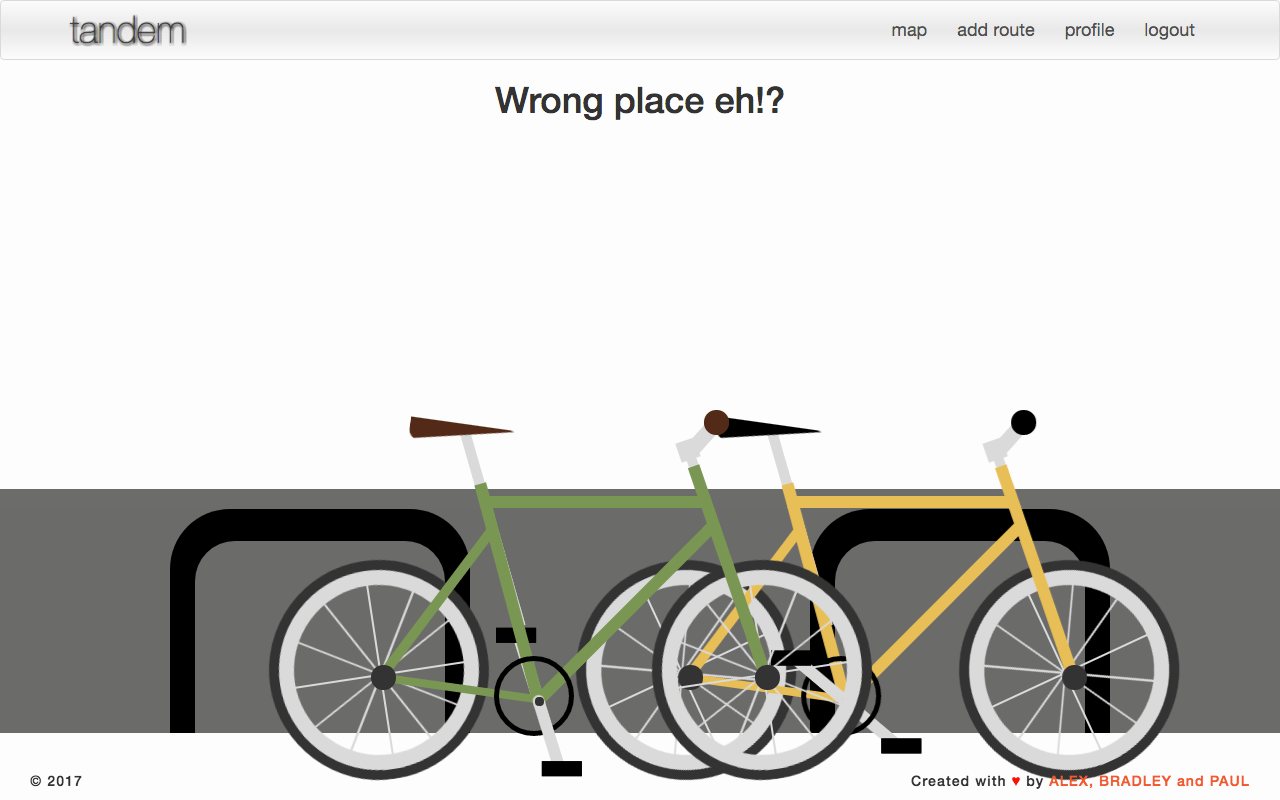 tandem
map add route profile logout
Wrong place eh!?
© 2017
Created with ♥ by ALEX, BRADLEY and PAUL